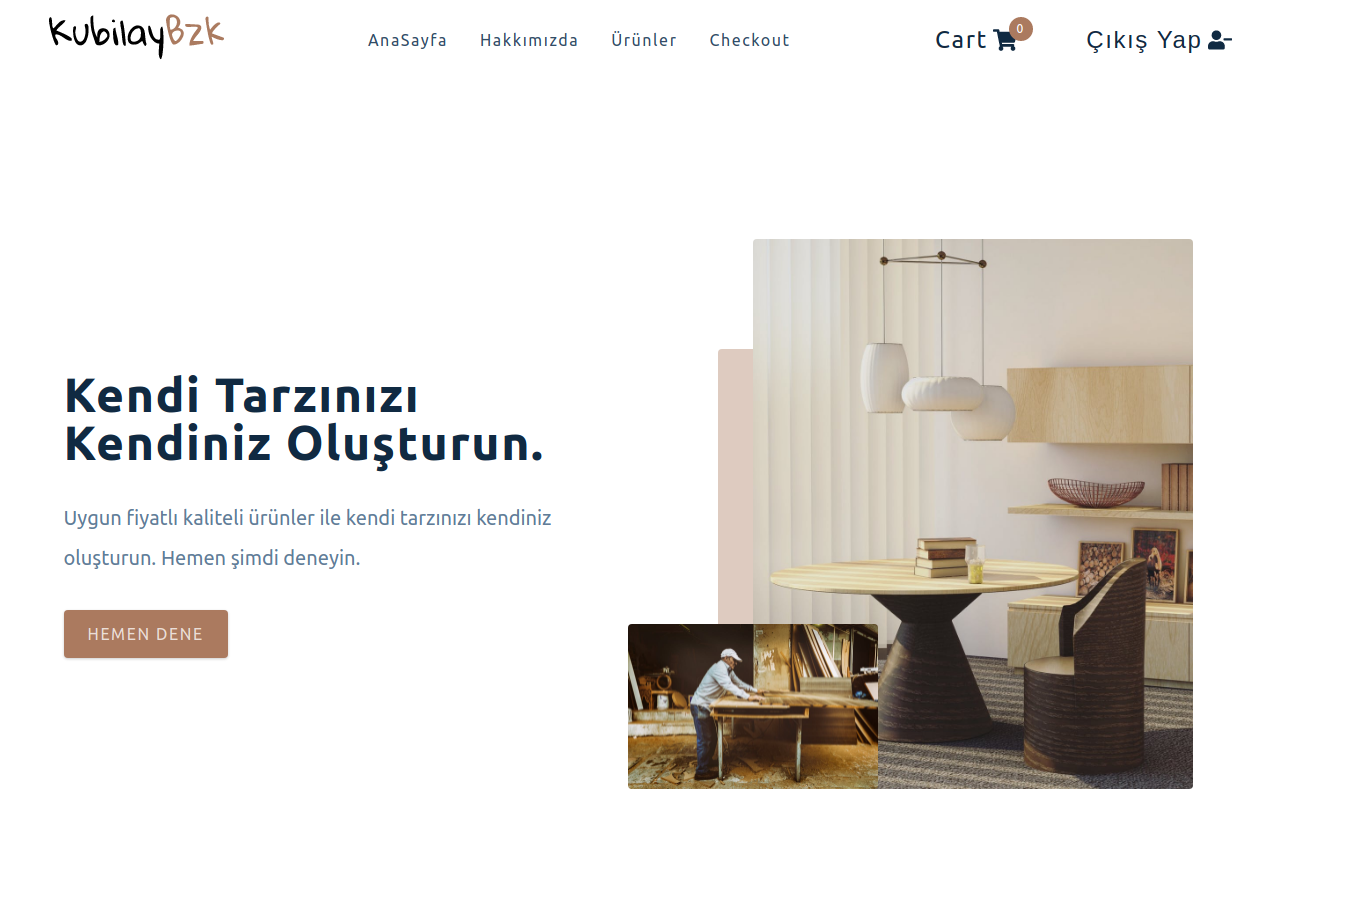 KubilayBzk
AnaSayfa Hakkımızda Ürünler Checkout Cart 0 Çıkış Yap
Kendi Tarzınızı
Kendiniz Oluşturun.
Uygun fiyatlı kaliteli ürünler ile kendi tarzınızı kendiniz
oluşturun. Hemen şimdi deneyin.
HEMEN DENE